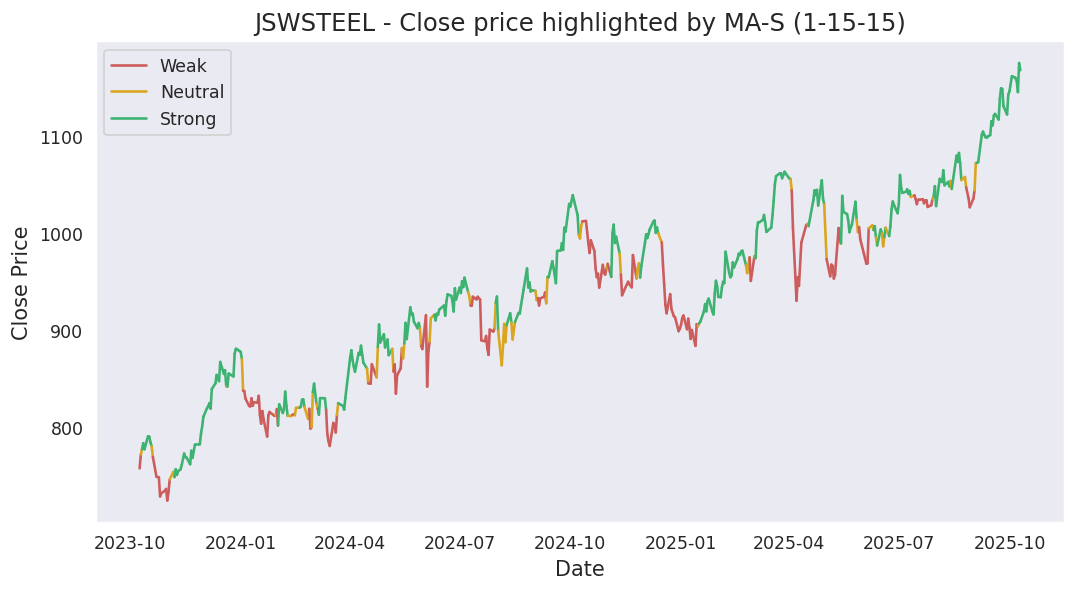 JSWSTEEL - Close price highlighted by MA-S (1-15-15)
Weak
Neutral
Strong
Close Price
1100
1000
900
800
2023-10 2024-01 2024-04 2024-07 2024-10 2025-01 2025-04 2025-07 2025-10
Date